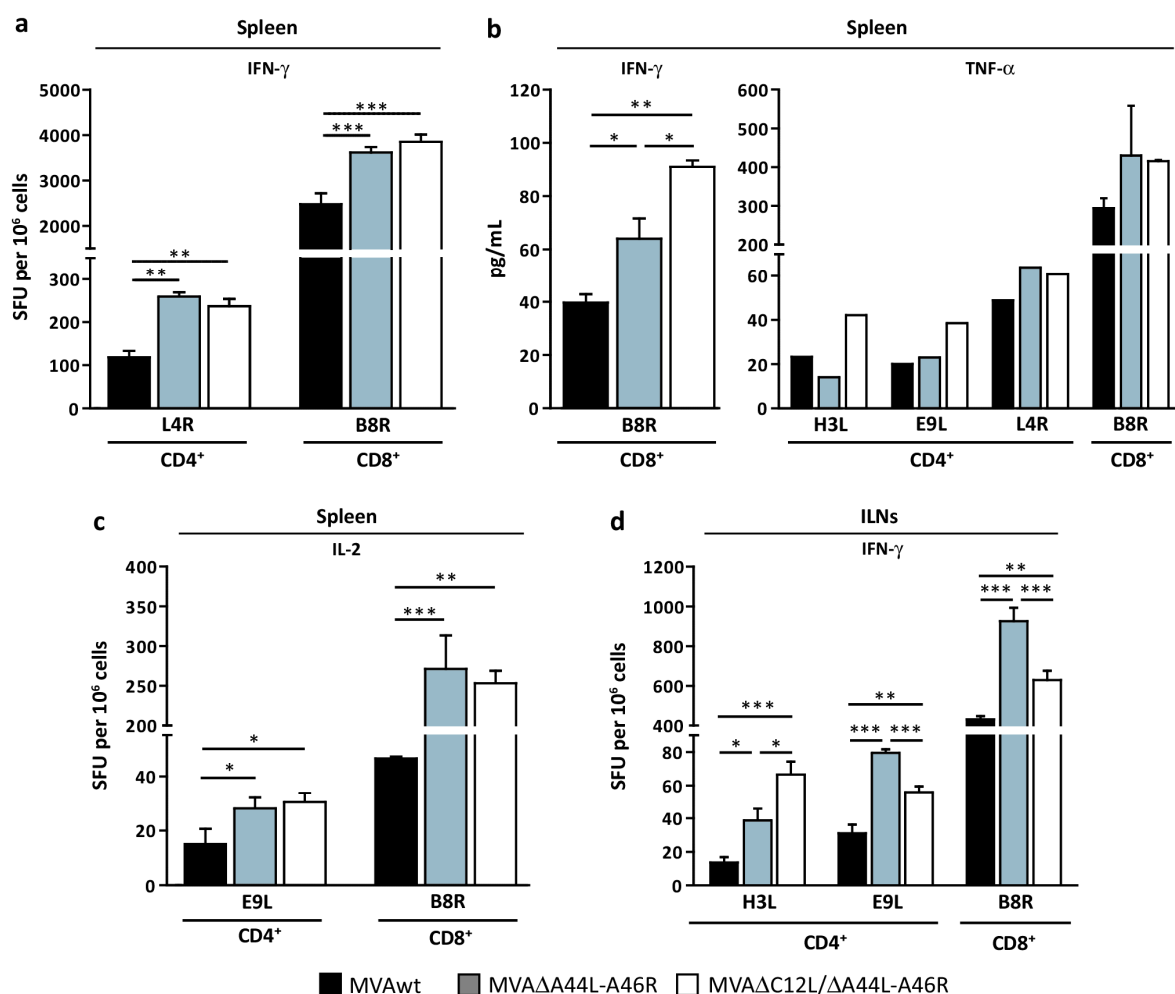 a
Spleen
IFN-γ
SFU per 10⁶ cells
5000
4000
3000
2000
300
200
100
0
***
***
**
**
L4R
B8R
CD4⁺
CD8⁺
b
Spleen
IFN-γ
TNF-α
pg/mL
120
100
80
60
40
20
0
**
*
*
B8R
CD8⁺
600
500
400
300
200
60
40
20
0
H3L
E9L
L4R
B8R
CD4⁺
CD8⁺
c
Spleen
IL-2
SFU per 10⁶ cells
400
350
300
250
200
40
20
0
**
***
*
*
E9L
B8R
CD4⁺
CD8⁺
d
ILNs
IFN-γ
SFU per 10⁶ cells
1200
1000
800
600
400
80
60
40
20
0
**
***
***
***
**
*
*
***
***
H3L
E9L
B8R
CD4⁺
CD8⁺
MVAwt
MVAΔA44L-A46R
MVAΔC12L/ΔA44L-A46R